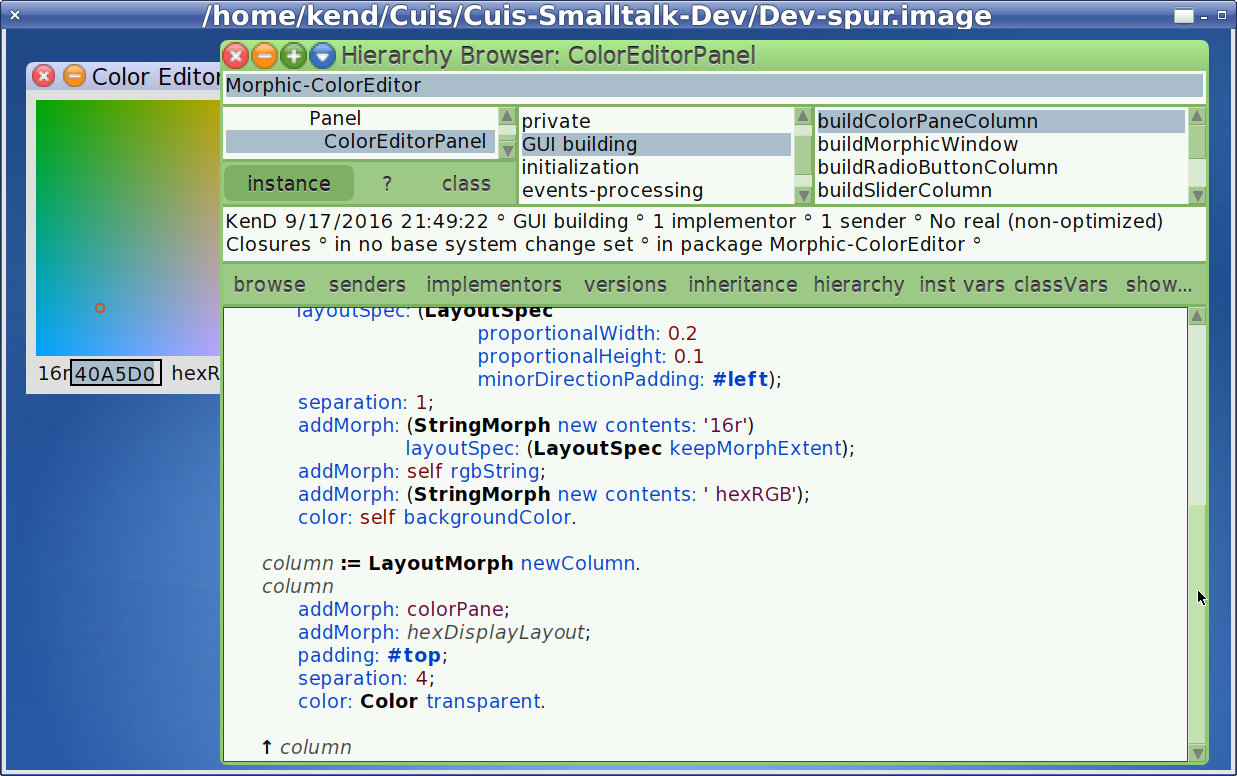 /home/kend/Cuis/Cuis-Smalltalk-Dev/Dev-spur.image
Color Editor
16r 40A5D0 hexR
Hierarchy Browser: ColorEditorPanel
Morphic-ColorEditor
Panel
ColorEditorPanel
instance ? class
private
GUI building
initialization
events-processing
buildColorPaneColumn
buildMorphicWindow
buildRadioButtonColumn
buildSliderColumn
KenD 9/17/2016 21:49:22 ° GUI building ° 1 implementor ° 1 sender ° No real (non-optimized)
Closures ° in no base system change set ° in package Morphic-ColorEditor °
browse senders implementors versions inheritance hierarchy inst vars classVars show...
layoutSpec: (LayoutSpec
proportionalWidth: 0.2
proportionalHeight: 0.1
minorDirectionPadding: #left);
separation: 1;
addMorph: (StringMorph new contents: '16r')
layoutSpec: (LayoutSpec keepMorphExtent);
addMorph: self rgbString;
addMorph: (StringMorph new contents: ' hexRGB');
color: self backgroundColor.
column := LayoutMorph newColumn.
column
addMorph: colorPane;
addMorph: hexDisplayLayout;
padding: #top;
separation: 4;
color: Color transparent.
↑ column